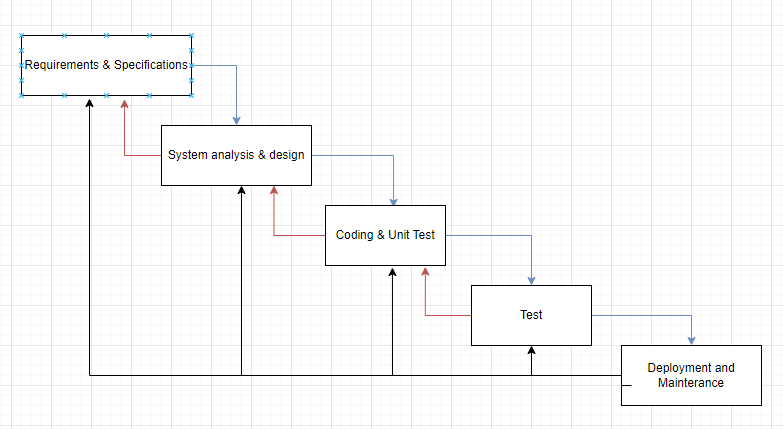 Requirements & Specifications
System analysis & design
Coding & Unit Test
Test
Deployment and
Mainterance